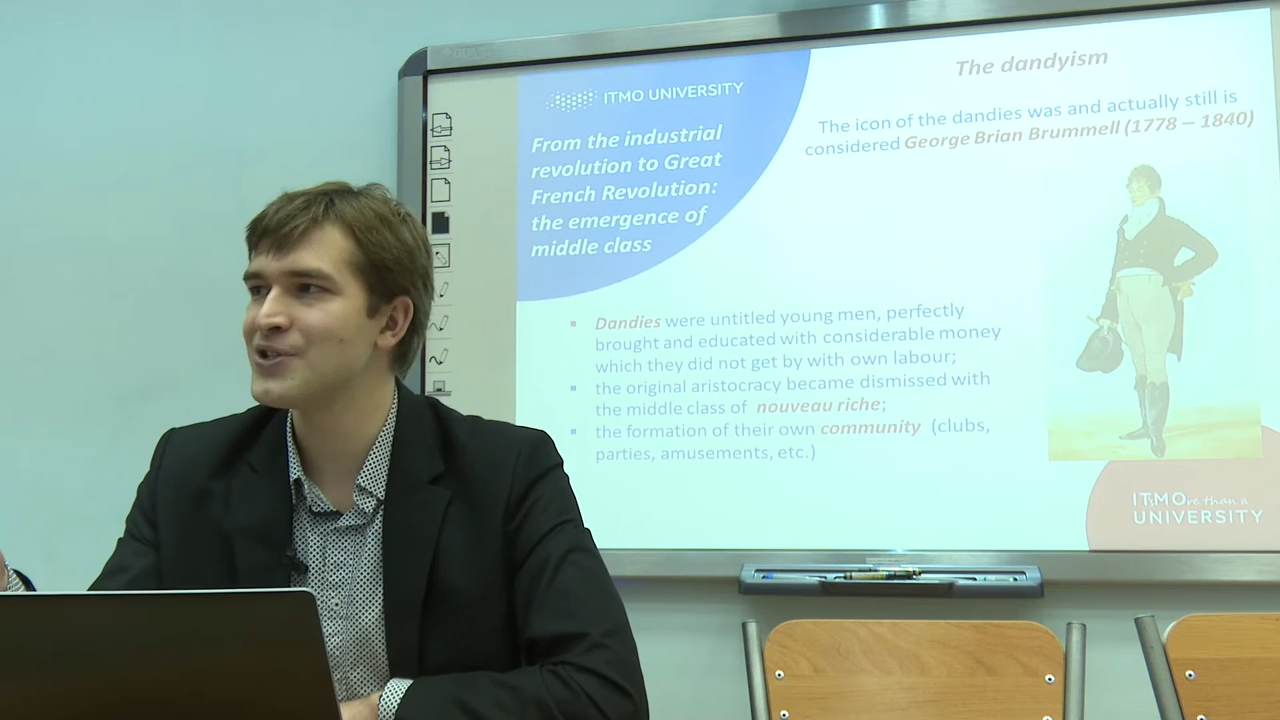 ITMO UNIVERSITY
From the industrial
revolution to Great
French Revolution:
the emergence of
middle class
The dandyism
The icon of the dandies was and actually still is
considered George Brian Brummell (1778 – 1840)
▪ Dandies were untitled young men, perfectly
brought and educated with considerable money
which they did not get by with own labour;
▪ the original aristocracy became dismissed with
the middle class of nouveau riche;
▪ the formation of their own community (clubs,
parties, amusements, etc.)
IT'sMOre than a
UNIVERSITY